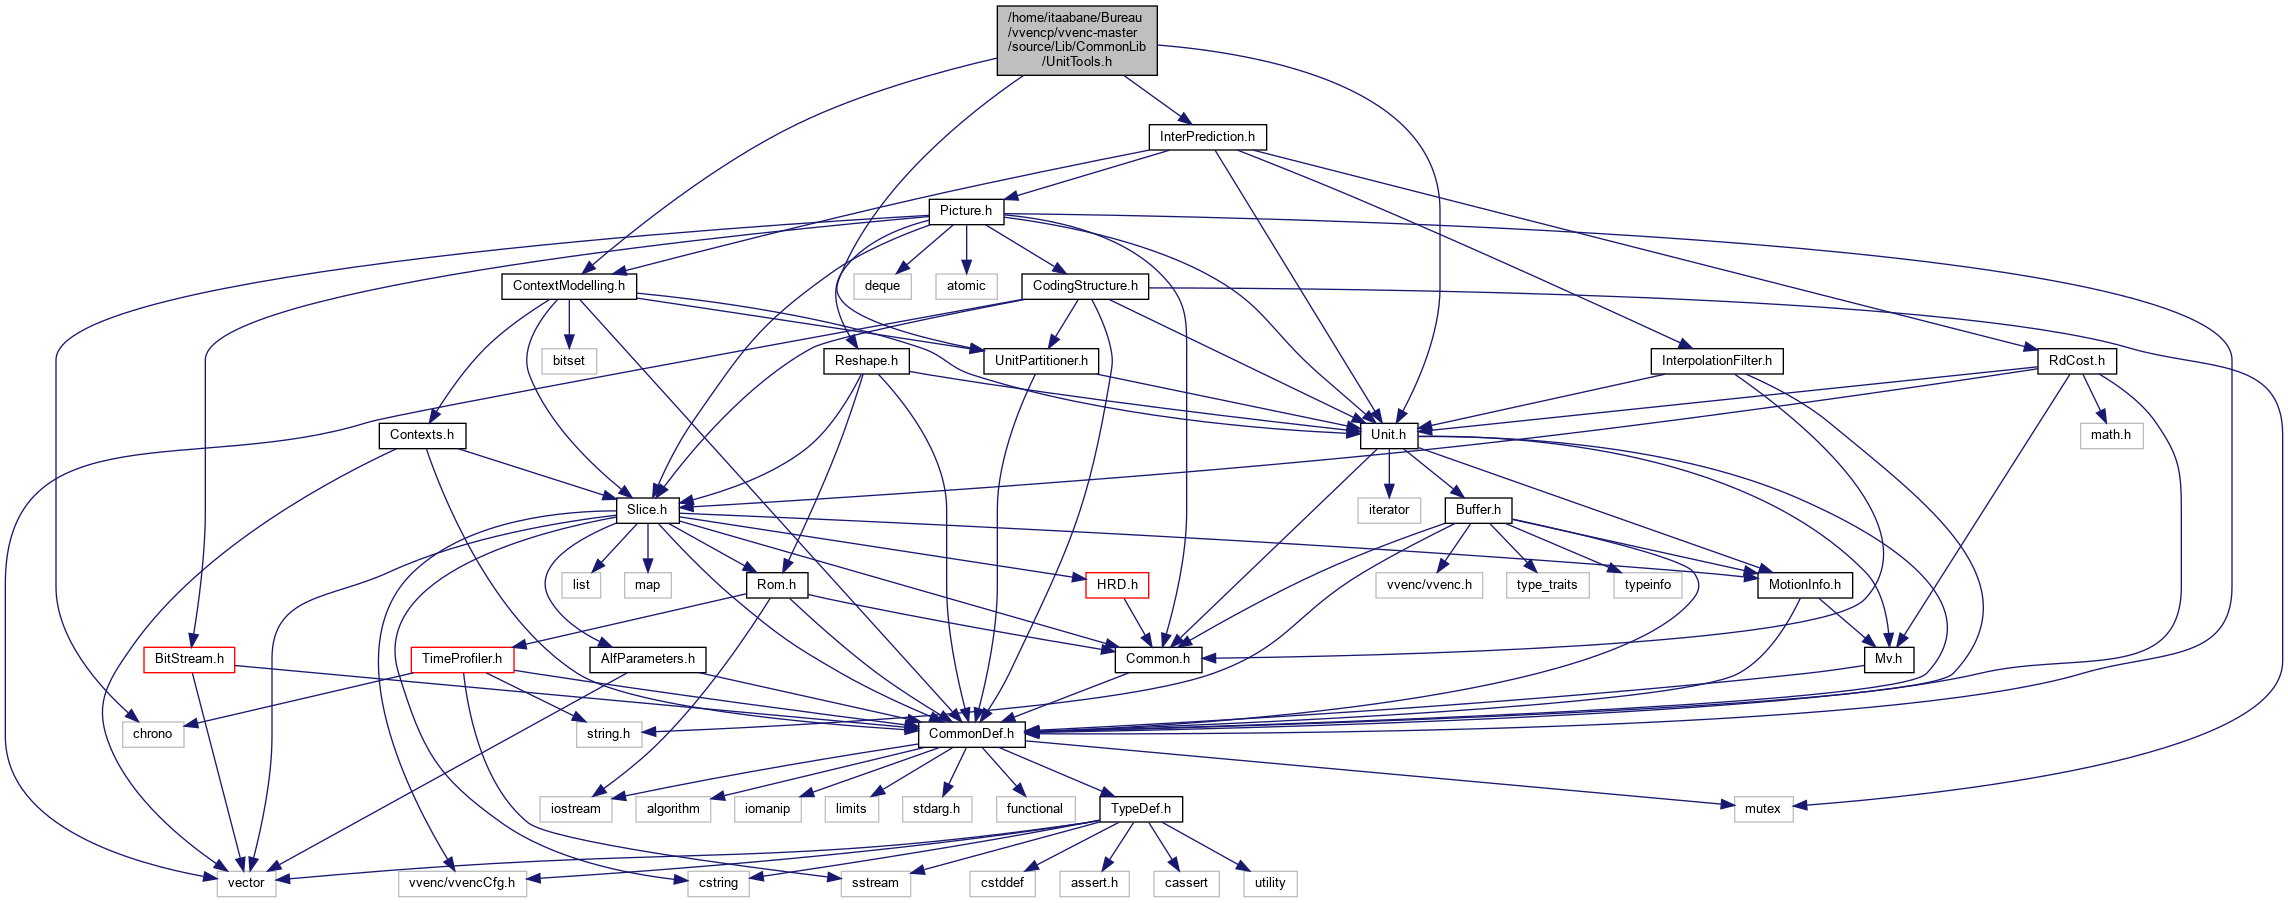 /home/itaabane/Bureau
/vvencp/vvenc-master
/source/Lib/CommonLib
/UnitTools.h
InterPrediction.h
Picture.h
ContextModelling.h
deque
atomic
CodingStructure.h
bitset
Reshape.h
UnitPartitioner.h
InterpolationFilter.h
RdCost.h
Contexts.h
Unit.h
math.h
Slice.h
iterator
Buffer.h
list
map
Rom.h
HRD.h
vvenc/vvenc.h
type_traits
typeinfo
MotionInfo.h
BitStream.h
TimeProfiler.h
AlfParameters.h
Common.h
Mv.h
chrono
string.h
CommonDef.h
iostream
algorithm
iomanip
limits
stdarg.h
functional
TypeDef.h
mutex
vector
vvenc/vvencCfg.h
cstring
sstream
cstddef
assert.h
cassert
utility